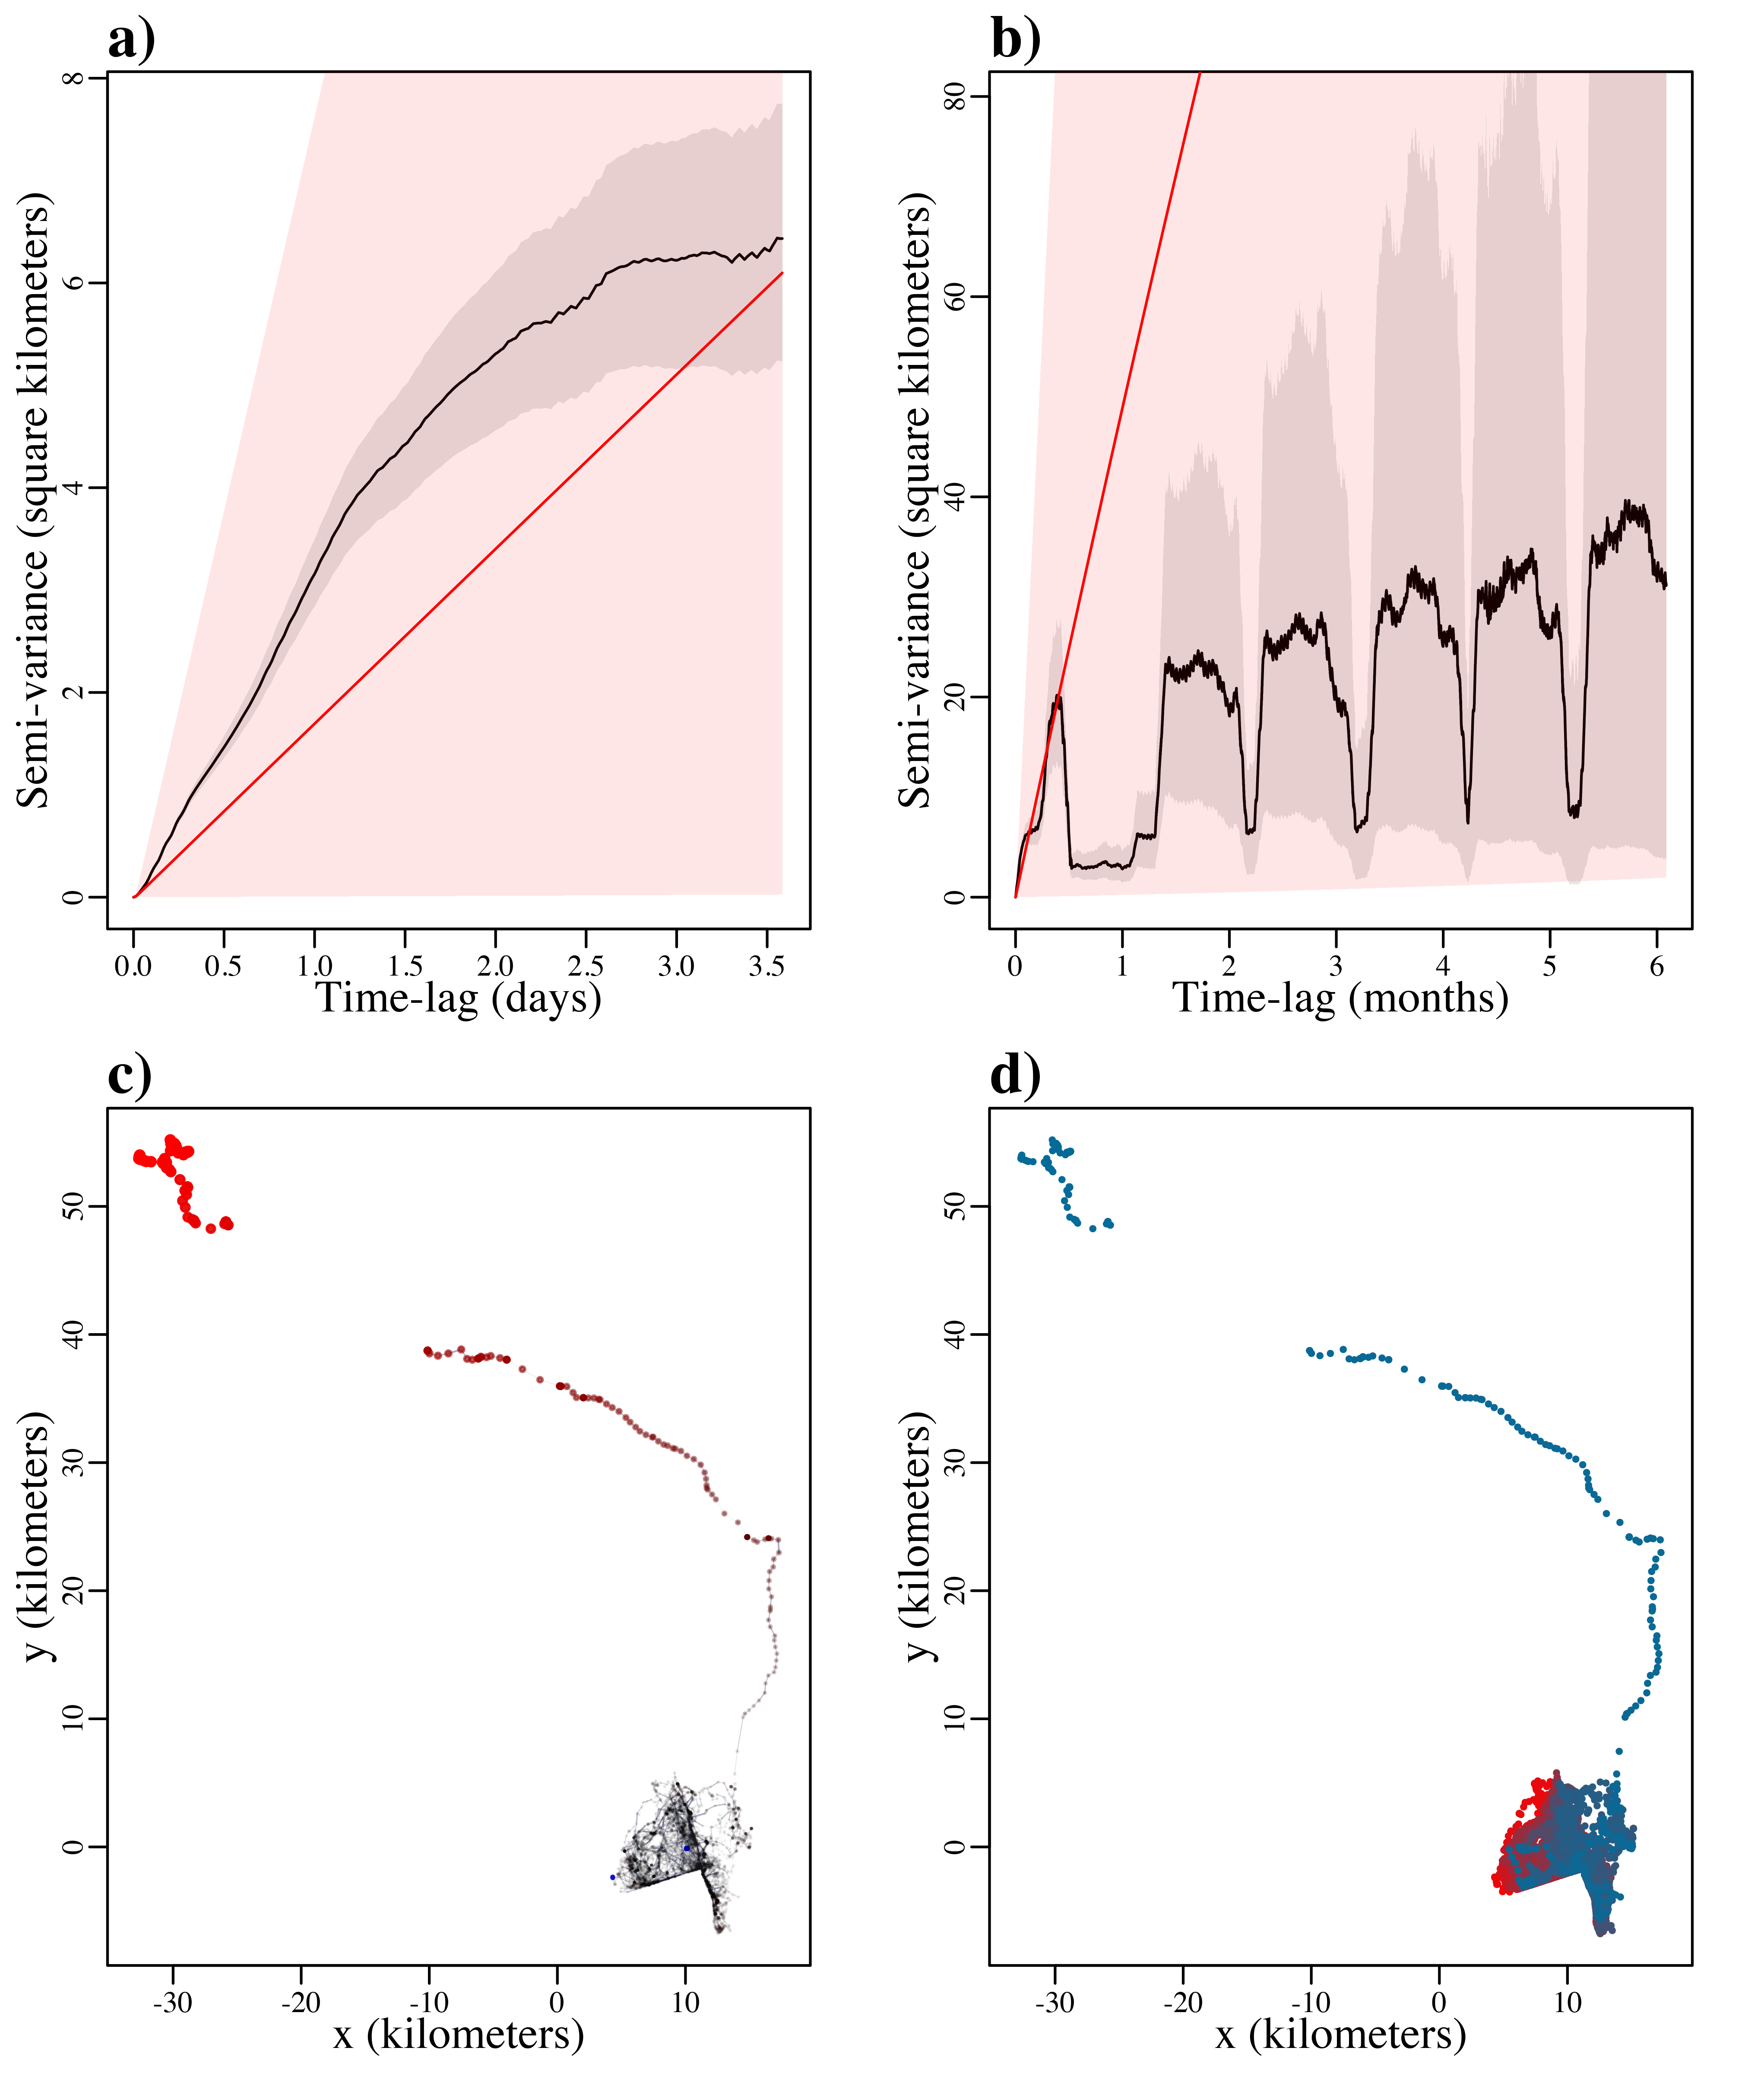 a)
Semi-variance (square kilometers)
0 2 4 6 8
0.0 0.5 1.0 1.5 2.0 2.5 3.0 3.5
Time-lag (days)
b)
Semi-variance (square kilometers)
0 20 40 60 80
0 1 2 3 4 5 6
Time-lag (months)
c)
y (kilometers)
0 10 20 30 40 50
-30 -20 -10 0 10
x (kilometers)
d)
y (kilometers)
0 10 20 30 40 50
-30 -20 -10 0 10
x (kilometers)